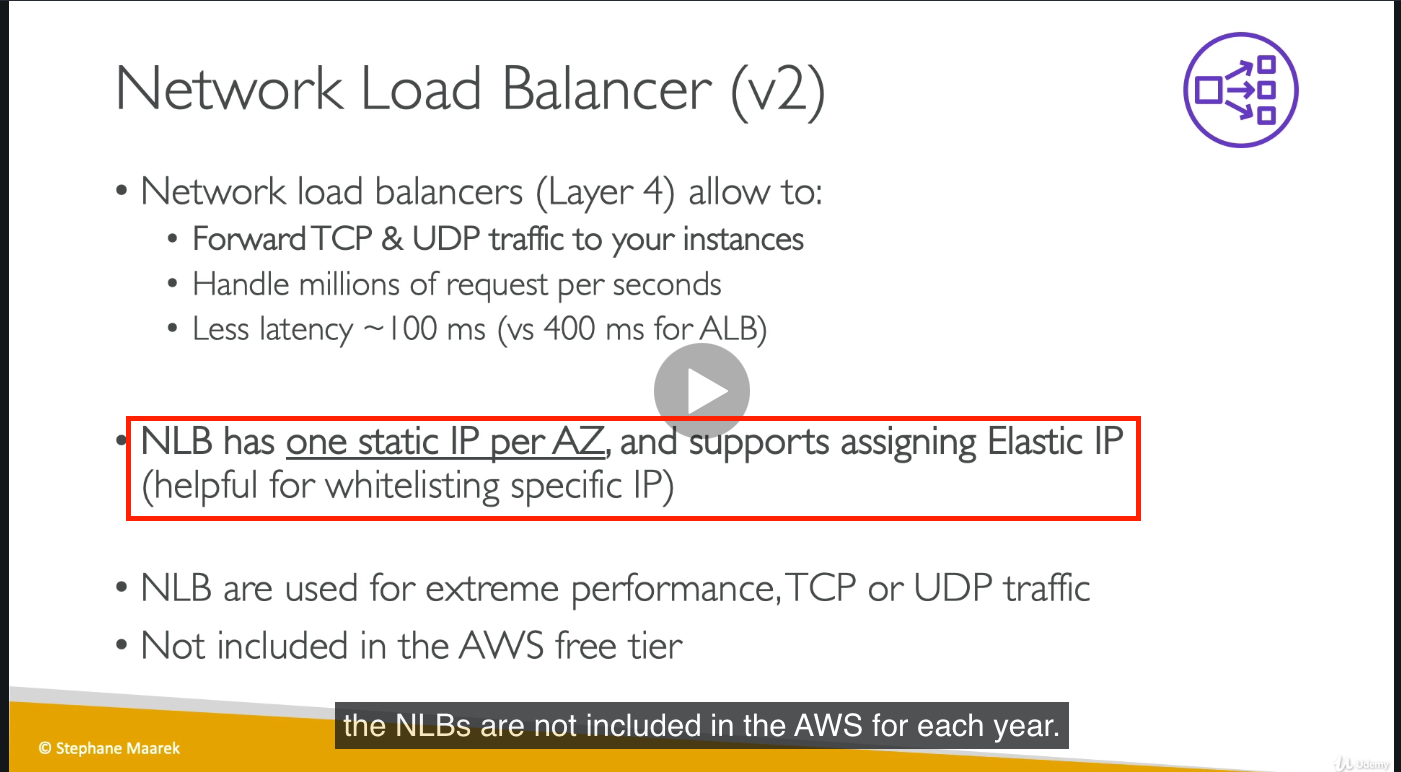 Network Load Balancer (v2)
• Network load balancers (Layer 4) allow to:
• Forward TCP & UDP traffic to your instances
• Handle millions of request per seconds
• Less latency ~100 ms (vs 400 ms for ALB)
• NLB has one static IP per AZ, and supports assigning Elastic IP
(helpful for whitelisting specific IP)
• NLB are used for extreme performance, TCP or UDP traffic
• Not included in the AWS free tier
the NLBs are not included in the AWS for each year.
© Stephane Maarek
Udemy